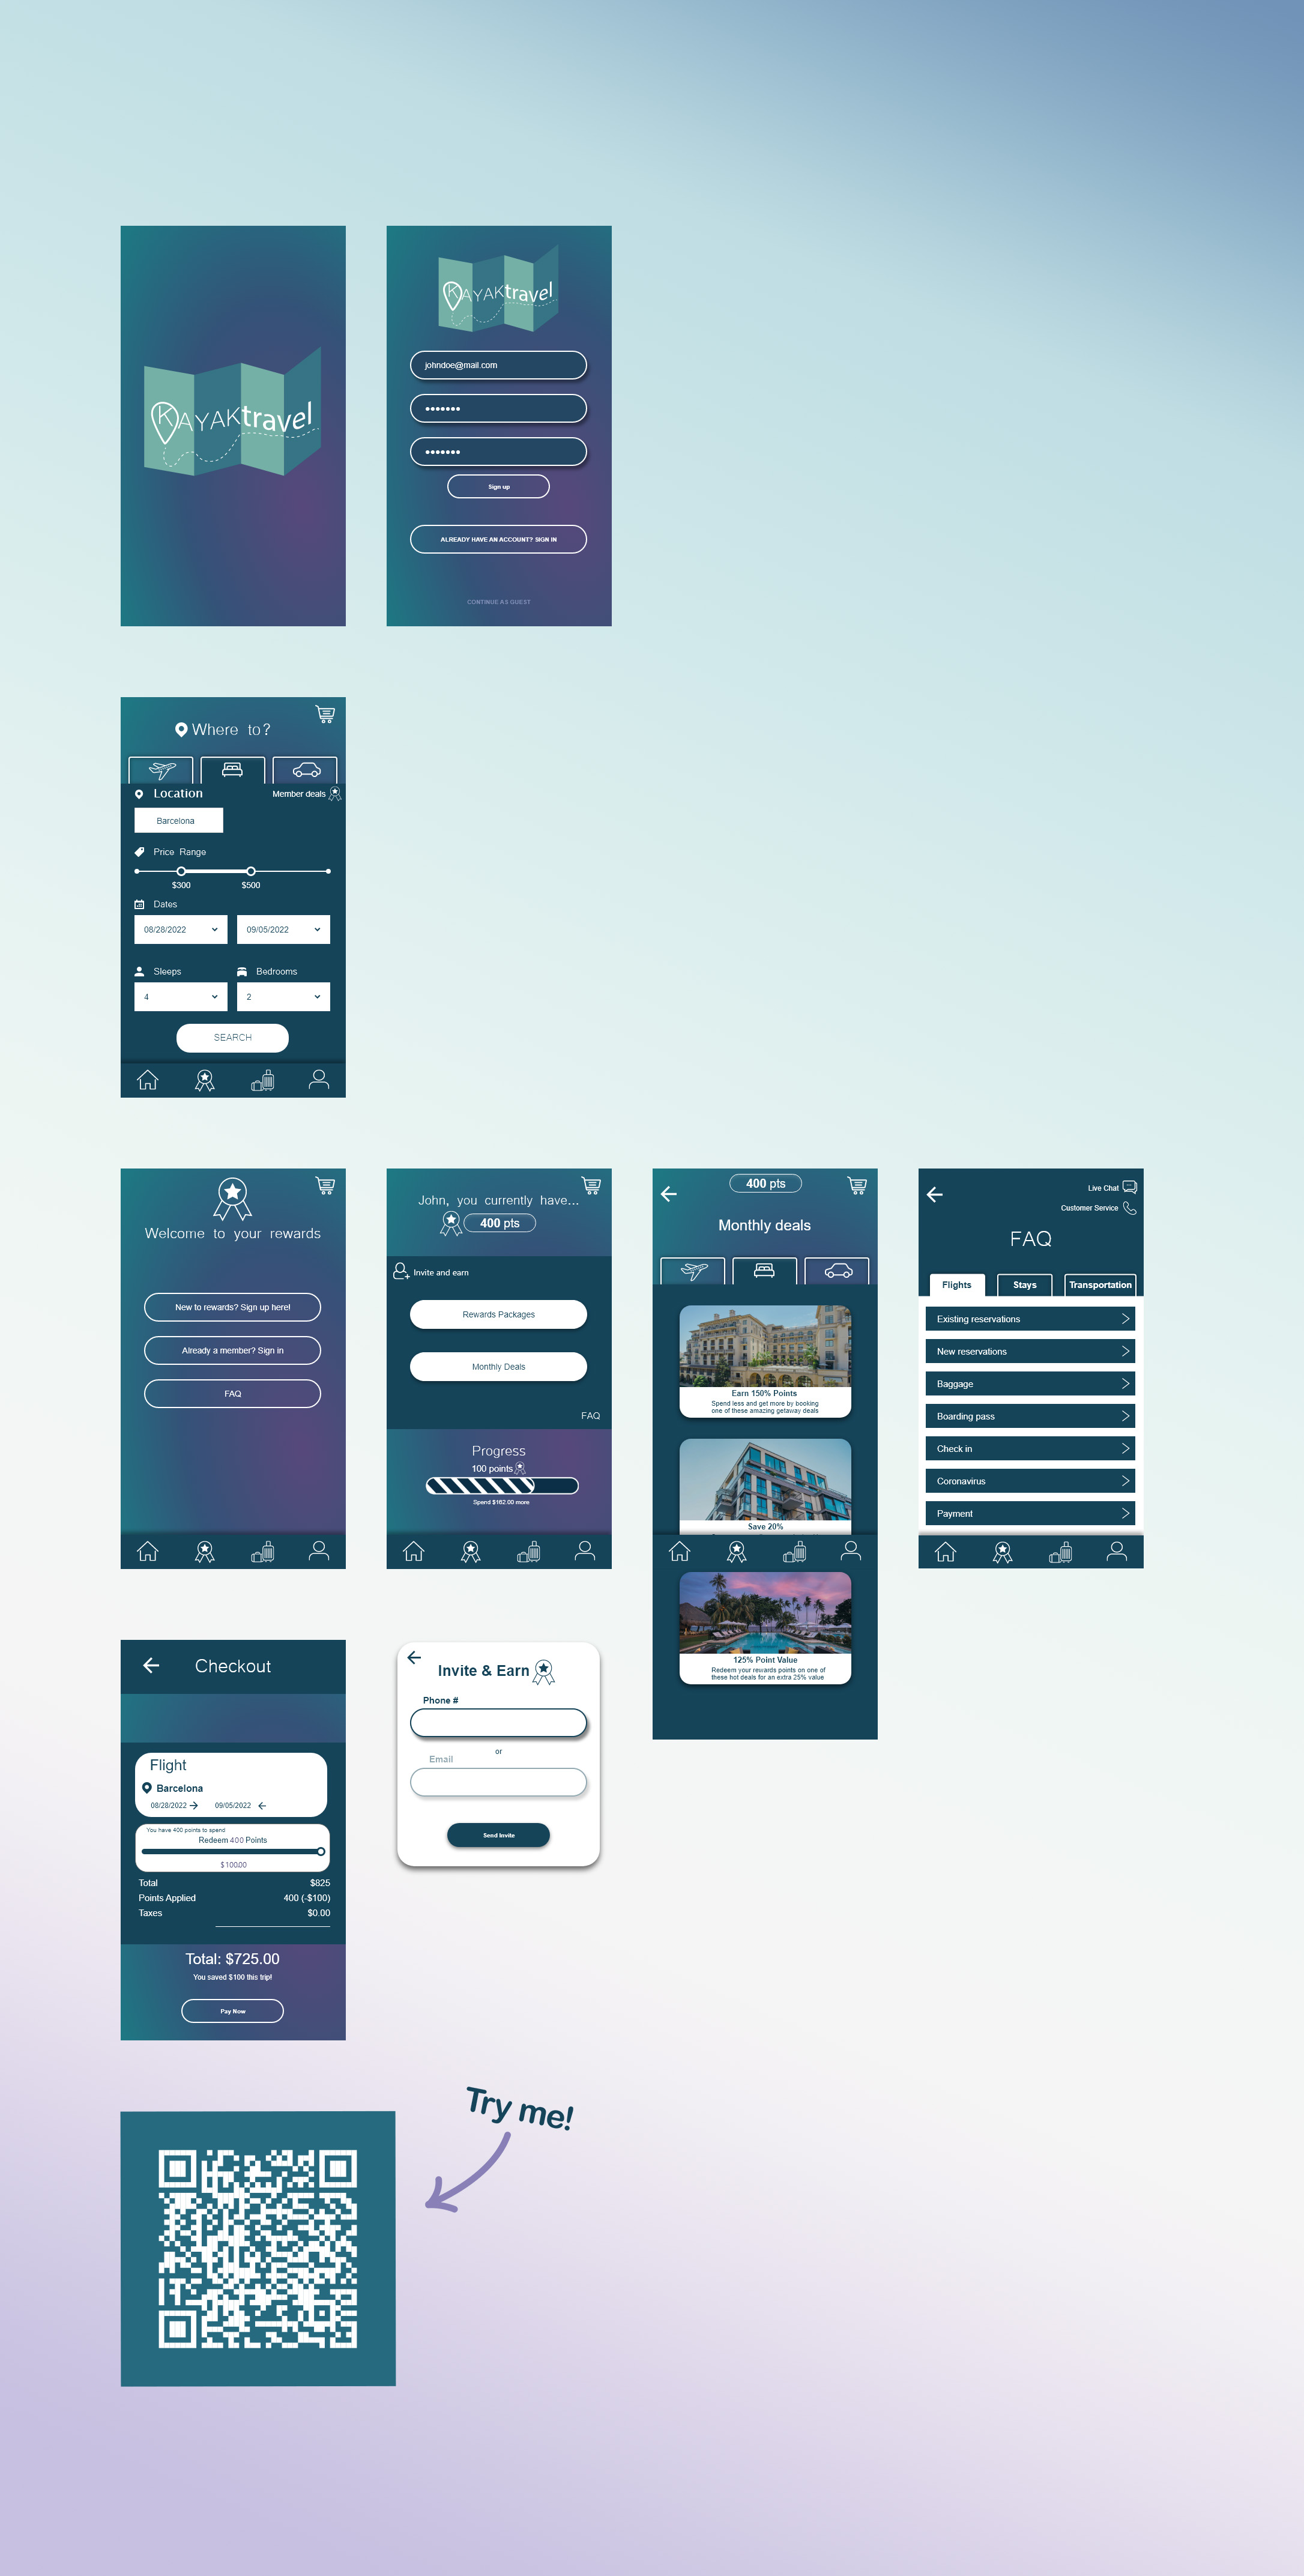 KAYAKtravel
KAYAKtravel
johndoe@mail.com
Sign up
ALREADY HAVE AN ACCOUNT? SIGN IN
CONTINUE AS GUEST
Where to?
Location
Member deals
Barcelona
Price Range
$300
$500
Dates
08/28/2022
09/05/2022
Sleeps
Bedrooms
4
2
SEARCH
Welcome to your rewards
New to rewards? Sign up here!
Already a member? Sign in
FAQ
John, you currently have...
400 pts
Invite and earn
Rewards Packages
Monthly Deals
FAQ
Progress
100 points
Spend $162.00 more
400 pts
Monthly deals
Earn 150% Points
Spend less and get more by booking
one of these amazing getaway deals
Save 20%
125% Point Value
Redeem your rewards points on one of
these hot deals for an extra 25% value
Live Chat
Customer Service
FAQ
Flights
Stays
Transportation
Existing reservations
New reservations
Baggage
Boarding pass
Check in
Coronavirus
Payment
Checkout
Flight
Barcelona
08/28/2022
09/05/2022
You have 400 points to spend
Redeem 400 Points
$100.00
Total $825
Points Applied 400 (-$100)
Taxes $0.00
Total: $725.00
You saved $100 this trip!
Pay Now
Invite & Earn
Phone #
or
Email
Send Invite
Try me!